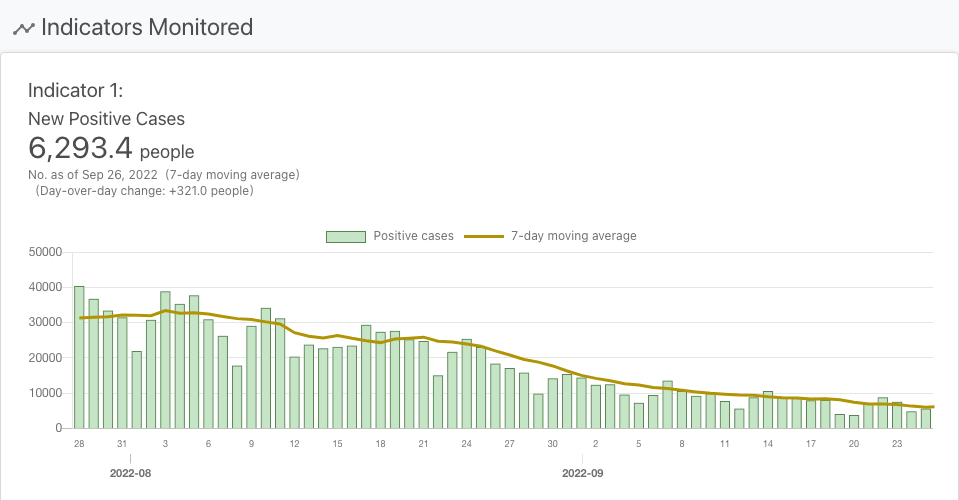 Indicators Monitored
Indicator 1:
New Positive Cases
6,293.4 people
No. as of Sep 26, 2022 (7-day moving average)
(Day-over-day change: +321.0 people)
Positive cases 7-day moving average
50000
40000
30000
20000
10000
0
28 31 3 6 9 12 15 18 21 24 27 30 2 5 8 11 14 17 20 23
2022-08 2022-09